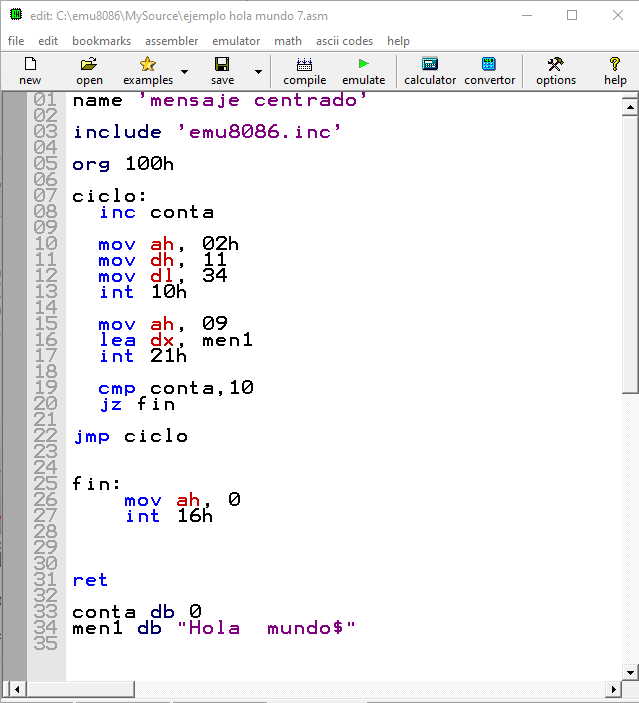 edit: C:\emu8086\MySource\ejemplo hola mundo 7.asm
file edit bookmarks assembler emulator math ascii codes help
new open examples save compile emulate calculator convertor options help
01 name 'mensaje centrado'
02
03 include 'emu8086.inc'
04
05 org 100h
06
07 ciclo:
08 inc conta
09
10 mov ah, 02h
11 mov dh, 11
12 mov dl, 34
13 int 10h
14
15 mov ah, 09
16 lea dx, men1
17 int 21h
18
19 cmp conta,10
20 jz fin
21
22 jmp ciclo
23
24
25 fin:
26 mov ah, 0
27 int 16h
28
29
30
31 ret
32
33 conta db 0
34 men1 db "Hola  mundo$"
35